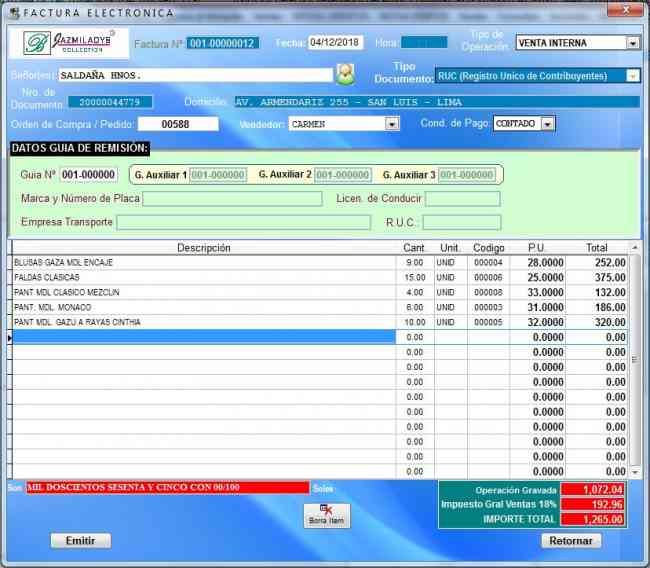 FACTURA ELECTRONICA
JAZMILADYB
COLLECTION
Factura Nº 001-00000012
Fecha: 04/12/2018
Hora:
Tipo de Operación: VENTA INTERNA
Señor(es): SALDAÑA HNOS.
Tipo Documento: RUC (Registro Unico de Contribuyentes)
Nro. de Documento: 20000044779
Domicilio: AV. ARMENDARIZ 255 - SAN LUIS - LIMA
Orden de Compra / Pedido: 00588
Vendedor: CARMEN
Cond. de Pago: CONTADO
DATOS GUIA DE REMISIÓN:
Guia Nº 001-000000
G. Auxiliar 1 001-000000
G. Auxiliar 2 001-000000
G. Auxiliar 3 001-000000
Marca y Número de Placa
Licen. de Conducir
Empresa Transporte
R.U.C.:
Descripción Cant. Unit. Codigo P.U. Total
BLUSAS GAZA MDL ENCAJE 9.00 UNID 000004 28.0000 252.00
FALDAS CLASICAS 15.00 UNID 000006 25.0000 375.00
PANT MDL CLASICO MEZCLIN 4.00 UNID 000008 33.0000 132.00
PANT. MDL. MONACO 6.00 UNID 000003 31.0000 186.00
PANT MDL. GAZU A RAYAS CINTHIA 10.00 UNID 000005 32.0000 320.00
0.00 0.0000 0.00
0.00 0.0000 0.00
0.00 0.0000 0.00
0.00 0.0000 0.00
0.00 0.0000 0.00
0.00 0.0000 0.00
0.00 0.0000 0.00
0.00 0.0000 0.00
0.00 0.0000 0.00
0.00 0.0000 0.00
Son MIL DOSCIENTOS SESENTA Y CINCO CON 00/100 Soles
Borra Item
Operación Gravada 1,072.04
Impuesto Gral Ventas 18% 192.96
IMPORTE TOTAL 1,265.00
Emitir
Retornar